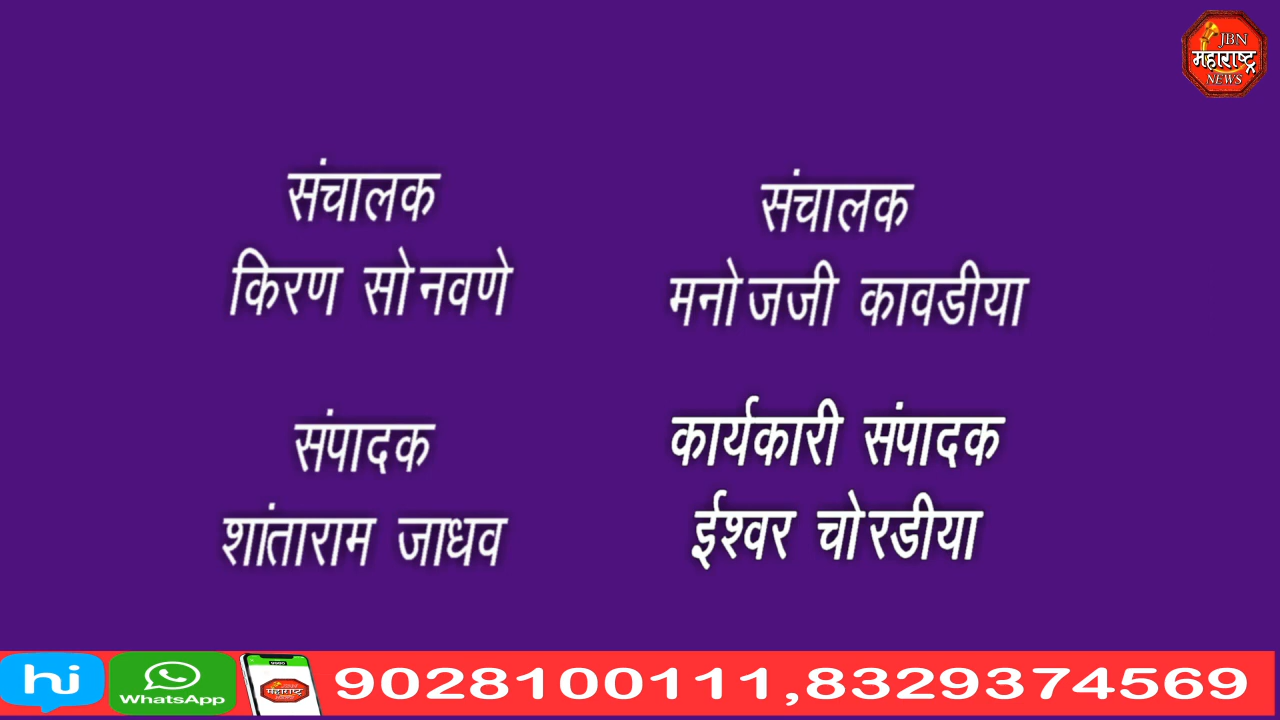 JBN
महाराष्ट्र
NEWS
संचालक
किरण सोनवणे
संचालक
मनोजजी कावडीया
संपादक
शांताराम जाधव
कार्यकारी संपादक
ईश्वर चोरडीया
hi
WhatsApp
महाराष्ट्र
9028100111,8329374569